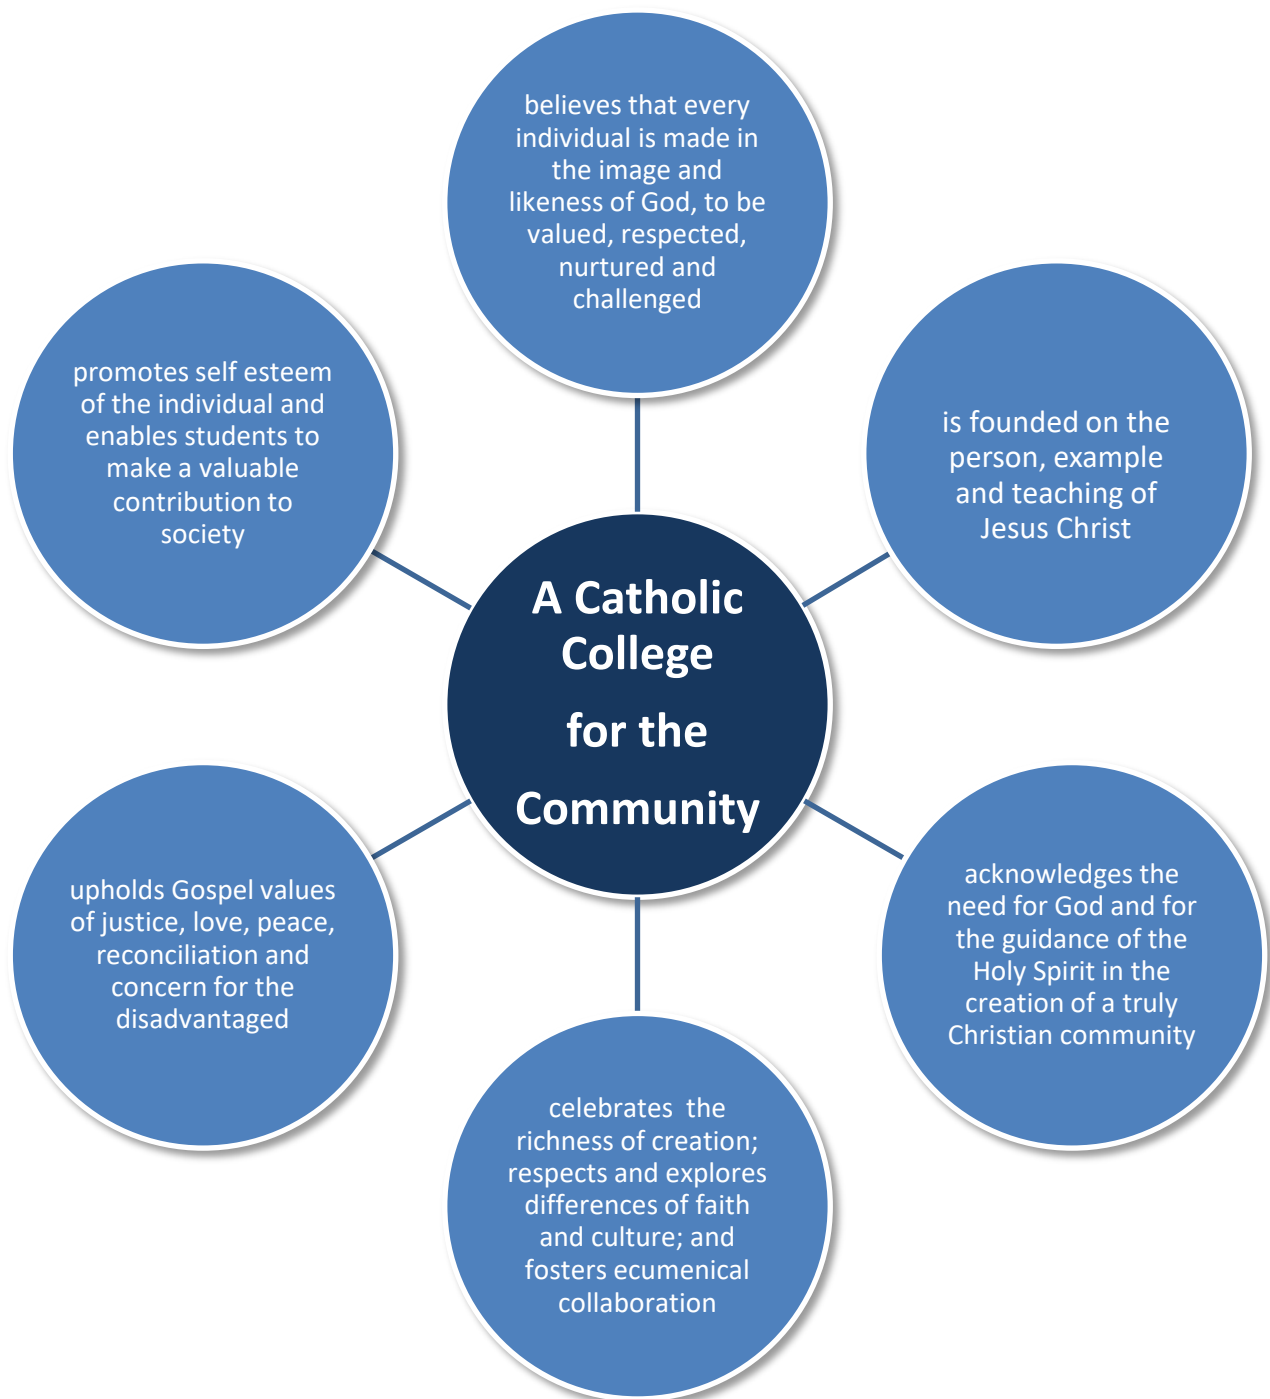 believes that every
individual is made in
the image and
likeness of God, to be
valued, respected,
nurtured and
challenged
is founded on the
person, example
and teaching of
Jesus Christ
acknowledges the
need for God and for
the guidance of the
Holy Spirit in the
creation of a truly
Christian community
celebrates  the
richness of creation;
respects and explores
differences of faith
and culture; and
fosters ecumenical
collaboration
upholds Gospel values
of justice, love, peace,
reconciliation and
concern for the
disadvantaged
promotes self esteem
of the individual and
enables students to
make a valuable
contribution to
society
A Catholic
College
for the
Community